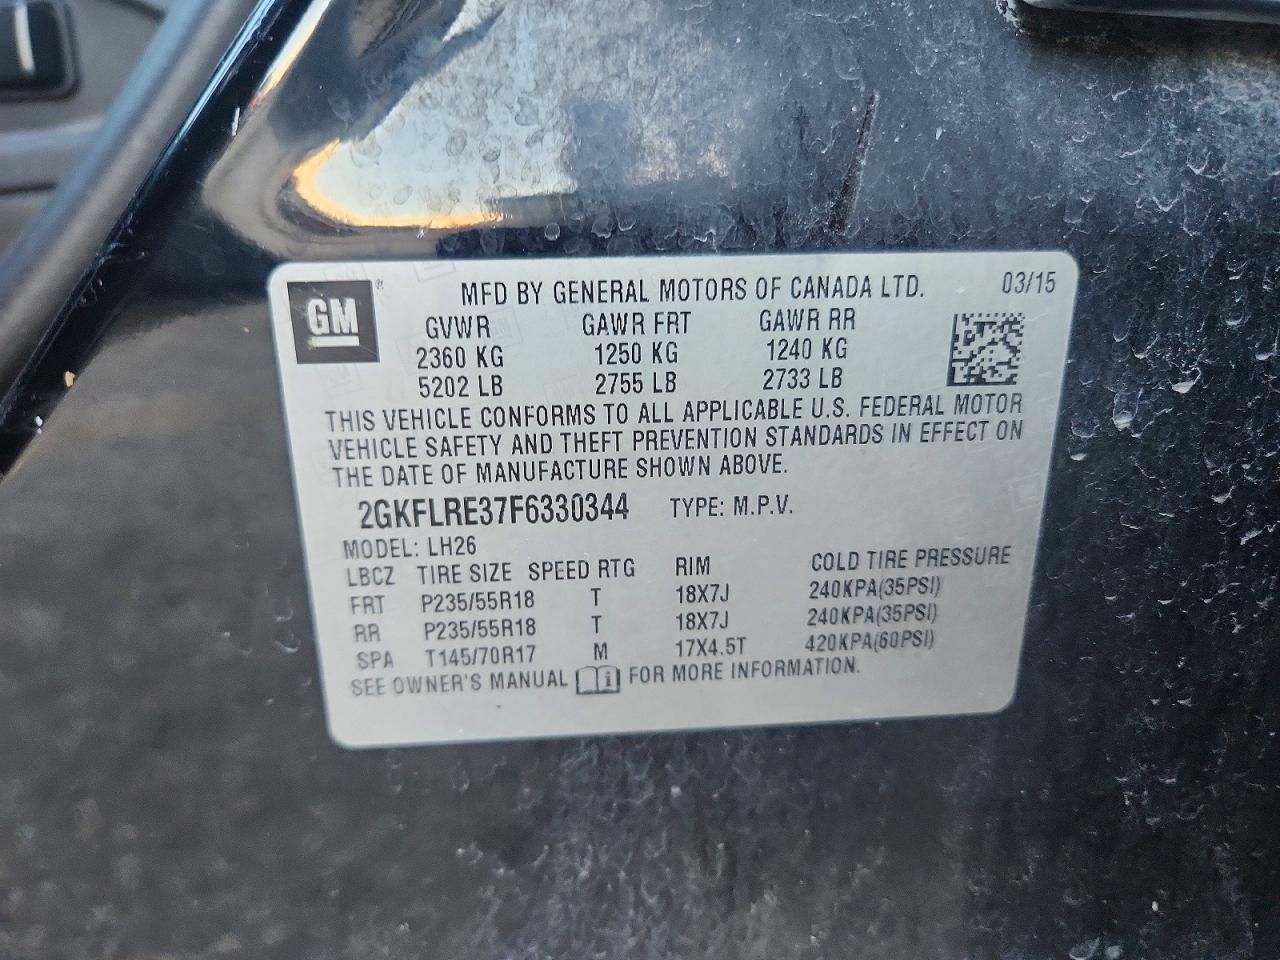 GM ® MFD BY GENERAL MOTORS OF CANADA LTD. 03/15
GVWR GAWR FRT GAWR RR
2360 KG 1250 KG 1240 KG
5202 LB 2755 LB 2733 LB
THIS VEHICLE CONFORMS TO ALL APPLICABLE U.S. FEDERAL MOTOR
VEHICLE SAFETY AND THEFT PREVENTION STANDARDS IN EFFECT ON
THE DATE OF MANUFACTURE SHOWN ABOVE.
2GKFLRE37F6330344 TYPE: M.P.V.
MODEL: LH26
LBCZ TIRE SIZE SPEED RTG RIM COLD TIRE PRESSURE
FRT P235/55R18 T 18X7J 240KPA(35PSI)
RR P235/55R18 T 18X7J 240KPA(35PSI)
SPA T145/70R17 M 17X4.5T 420KPA(60PSI)
SEE OWNER'S MANUAL i FOR MORE INFORMATION.